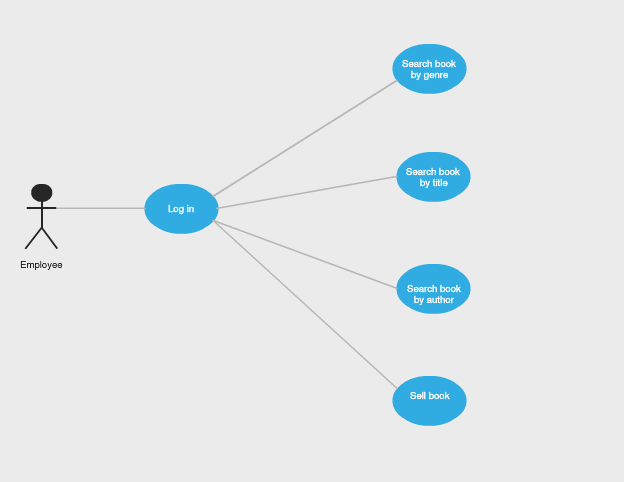 Search book
by genre
Search book
by title
Log in
Employee
Search book
by author
Sell book